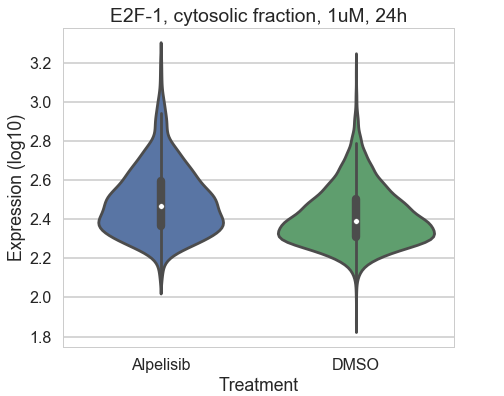 E2F-1, cytosolic fraction, 1uM, 24h
Expression (log10)
3.2
3.0
2.8
2.6
2.4
2.2
2.0
1.8
Alpelisib DMSO
Treatment